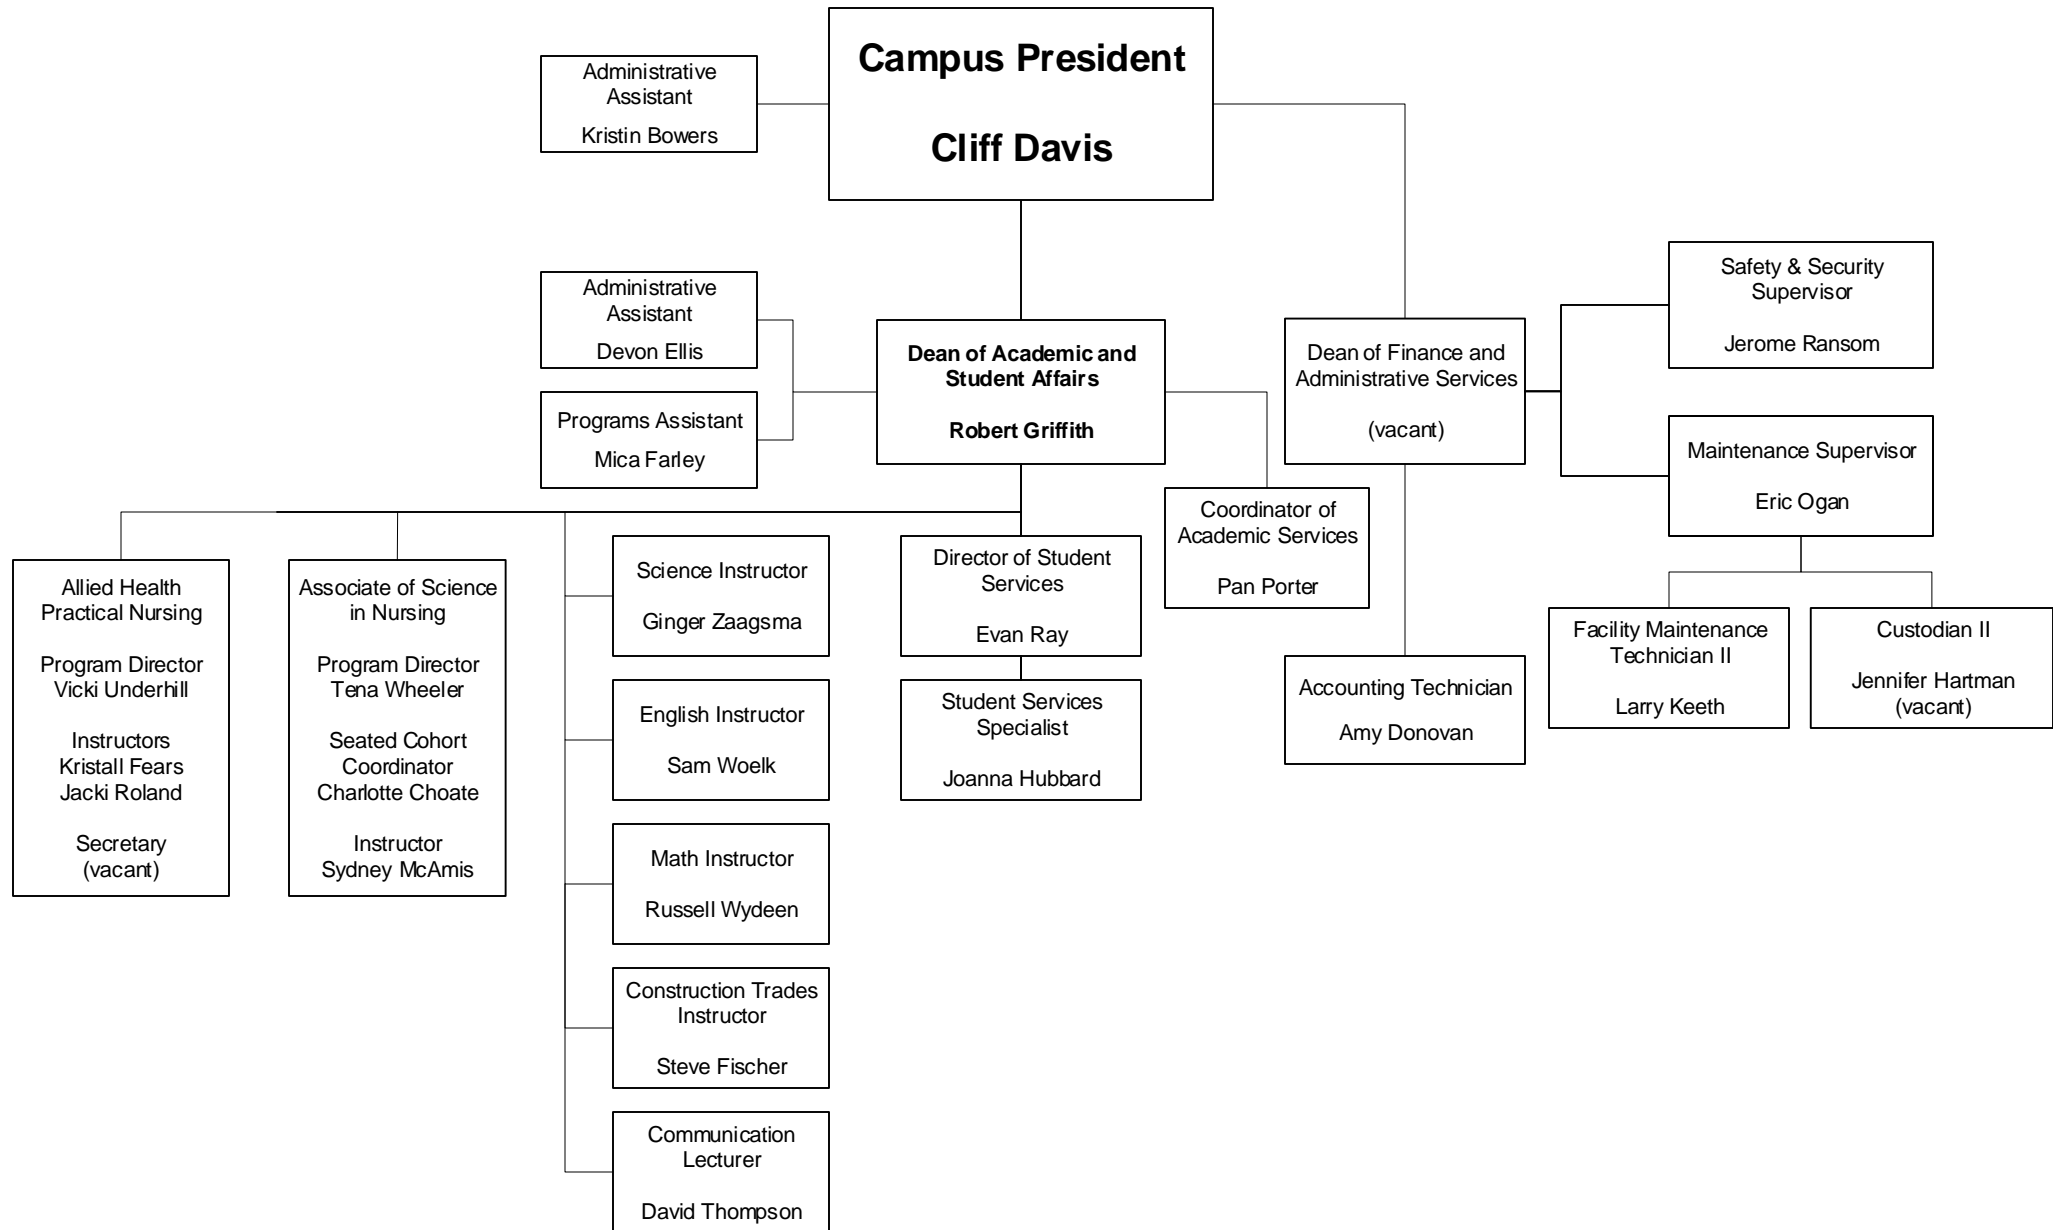 Campus President
Cliff Davis
Administrative
Assistant
Kristin Bowers
Administrative
Assistant
Devon Ellis
Programs Assistant
Mica Farley
Dean of Academic and
Student Affairs
Robert Griffith
Dean of Finance and
Administrative Services
(vacant)
Safety & Security
Supervisor
Jerome Ransom
Maintenance Supervisor
Eric Ogan
Coordinator of
Academic Services
Pan Porter
Allied Health
Practical Nursing
Program Director
Vicki Underhill
Instructors
Kristall Fears
Jacki Roland
Secretary
(vacant)
Associate of Science
in Nursing
Program Director
Tena Wheeler
Seated Cohort
Coordinator
Charlotte Choate
Instructor
Sydney McAmis
Science Instructor
Ginger Zaagsma
English Instructor
Sam Woelk
Math Instructor
Russell Wydeen
Construction Trades
Instructor
Steve Fischer
Communication
Lecturer
David Thompson
Director of Student
Services
Evan Ray
Student Services
Specialist
Joanna Hubbard
Accounting Technician
Amy Donovan
Facility Maintenance
Technician II
Larry Keeth
Custodian II
Jennifer Hartman
(vacant)